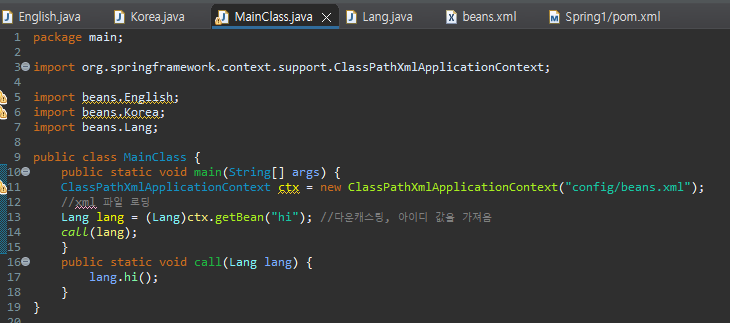 English.java Korea.java MainClass.java Lang.java beans.xml Spring1/pom.xml
1 package main;
2
3 import org.springframework.context.support.ClassPathXmlApplicationContext;
4
5 import beans.English;
6 import beans.Korea;
7 import beans.Lang;
8
9 public class MainClass {
10 public static void main(String[] args) {
11 ClassPathXmlApplicationContext ctx = new ClassPathXmlApplicationContext("config/beans.xml");
12 //xml 파일 로딩
13 Lang lang = (Lang)ctx.getBean("hi"); //다운캐스팅, 아이디 값을 가져옴
14 call(lang);
15 }
16 public static void call(Lang lang) {
17 lang.hi();
18 }
19 }
20